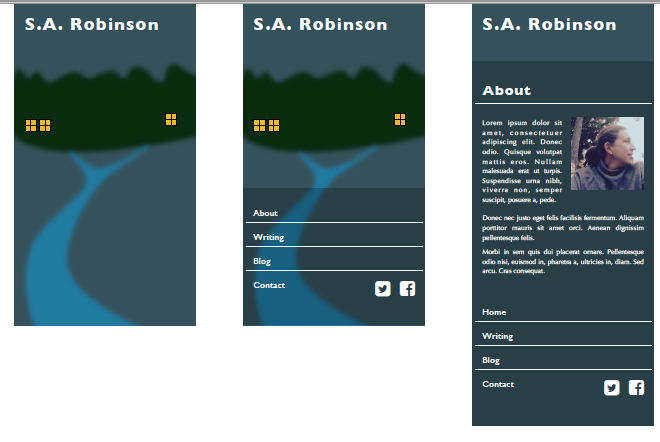 S.A. Robinson
S.A. Robinson
About
Writing
Blog
Contact
S.A. Robinson
About
Lorem ipsum dolor sit
amet, consectetuer
adipiscing elit. Donec
odio. Quisque volutpat
mattis eros. Nullam
malesuada erat ut turpis.
Suspendisse urna nibh,
viverra non, semper
suscipit, posuere a, pede.
Donec nec justo eget felis facilisis fermentum. Aliquam
porttitor mauris sit amet orci. Aenean dignissim
pellentesque felis.
Morbi in sem quis dui placerat ornare. Pellentesque
odio nisi, euismod in, pharetra a, ultricies in, diam. Sed
arcu. Cras consequat.
Home
Writing
Blog
Contact